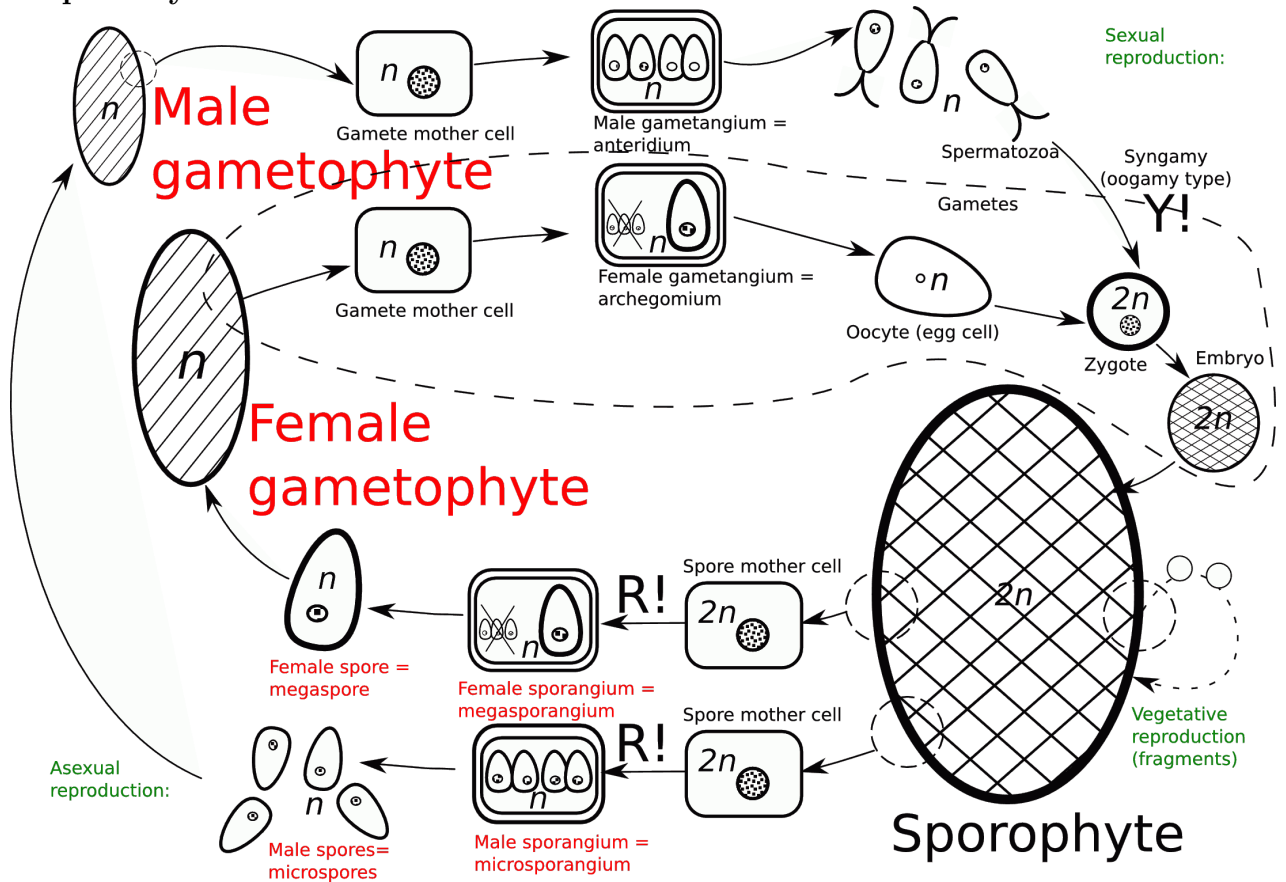 n
Male
gametophyte
n
Gamete mother cell
n
Male gametangium =
anteridium
n
Spermatozoa
Sexual
reproduction:
Syngamy
(oogamy type)
Y!
Gametes
n
Gamete mother cell
n
Female gametangium =
archegomium
n
Oocyte (egg cell)
2n
Zygote
Embryo
2n
n
Female
gametophyte
n
Female spore =
megaspore
n
Female sporangium =
megasporangium
R!
Spore mother cell
2n
2n
Vegetative
reproduction
(fragments)
Sporophyte
Spore mother cell
2n
R!
n
Male sporangium =
microsporangium
n
Male spores=
microspores
Asexual
reproduction: